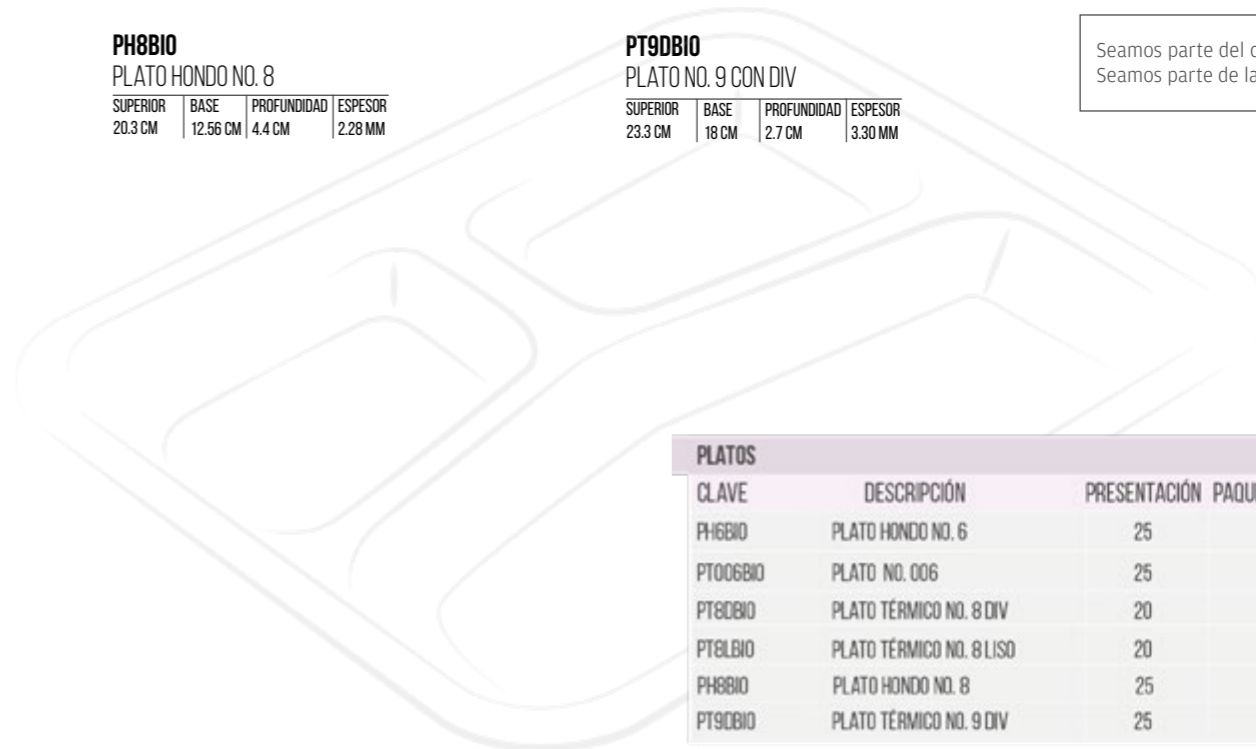 PH8BIO
PLATO HONDO NO. 8
SUPERIOR BASE PROFUNDIDAD ESPESOR
20.3 CM 12.56 CM 4.4 CM 2.28 MM
PT9DBIO
PLATO NO. 9 CON DIV
SUPERIOR BASE PROFUNDIDAD ESPESOR
23.3 CM 18 CM 2.7 CM 3.30 MM
Seamos parte del
Seamos parte de la
PLATOS
CLAVE DESCRIPCIÓN PRESENTACIÓN
PH6BIO PLATO HONDO NO. 6 25
PT006BIO PLATO NO. 006 25
PT8DBIO PLATO TÉRMICO NO. 8 DIV 20
PT8LBIO PLATO TÉRMICO NO. 8 LISO 20
PH8BIO PLATO HONDO NO. 8 25
PT9DBIO PLATO TÉRMICO NO. 9 DIV 25